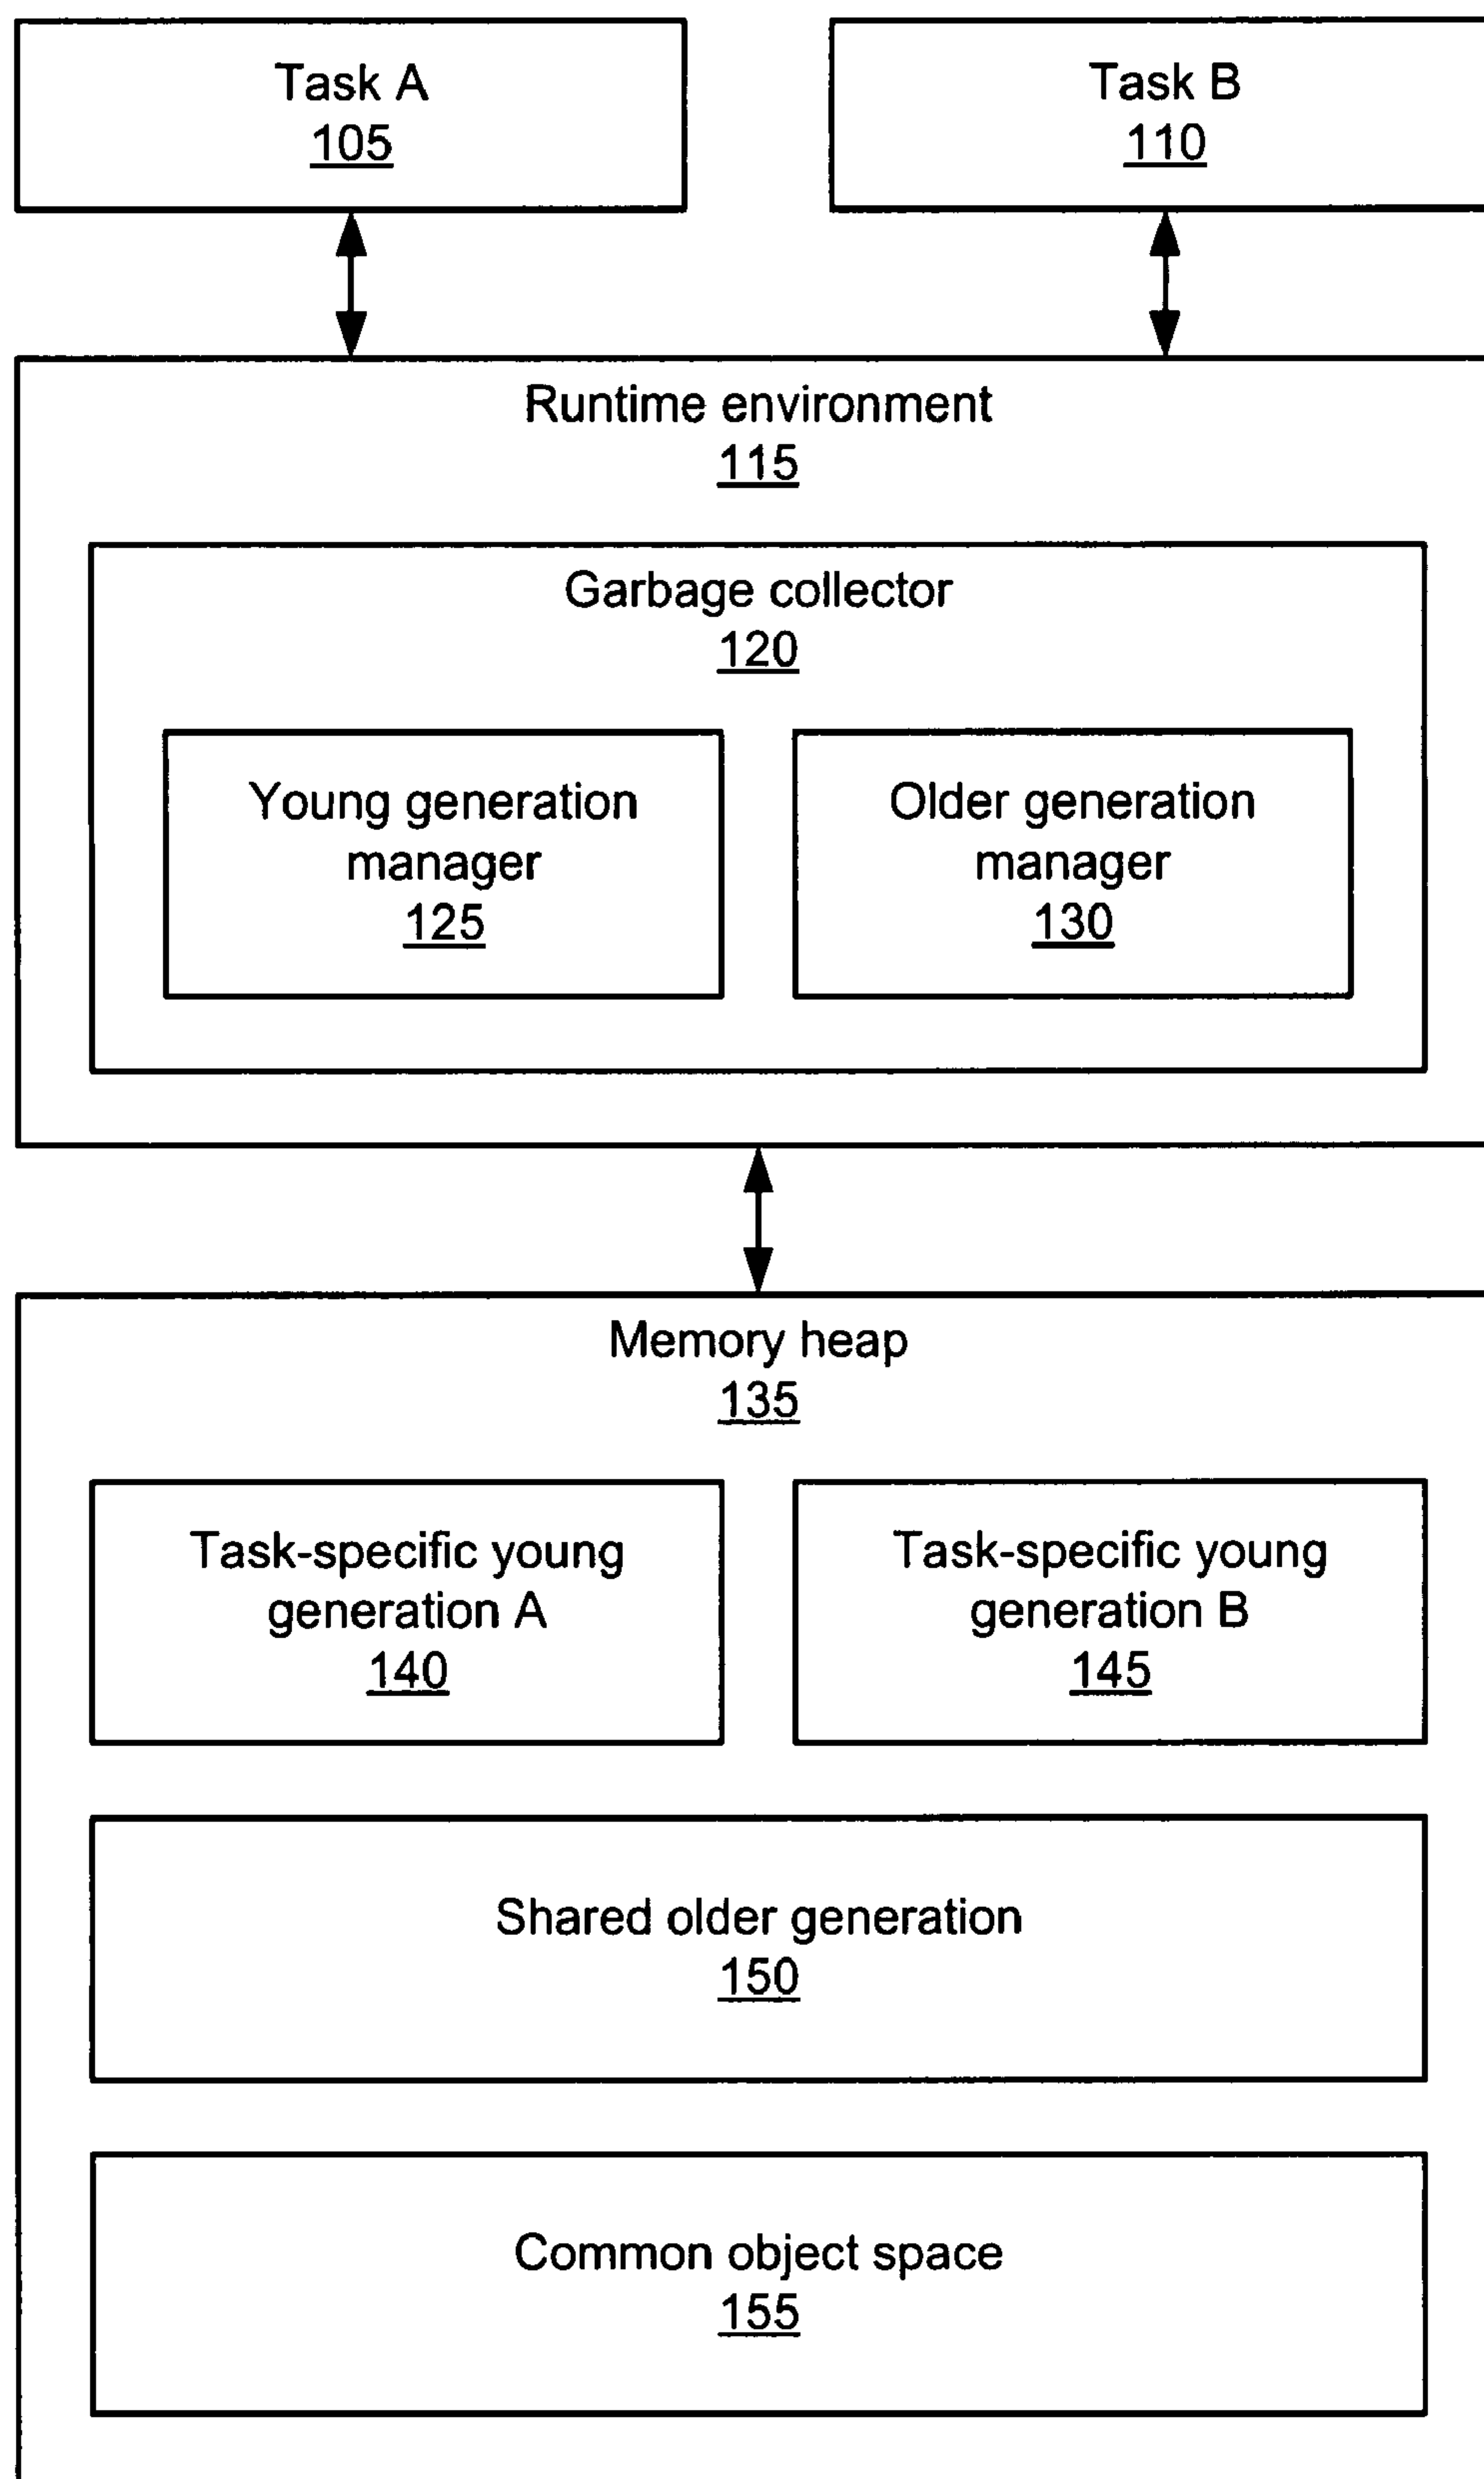 Task A
105
Task B
110
Runtime environment
115
Garbage collector
120
Young generation
manager
125
Older generation
manager
130
Memory heap
135
Task-specific young
generation A
140
Task-specific young
generation B
145
Shared older generation
150
Common object space
155